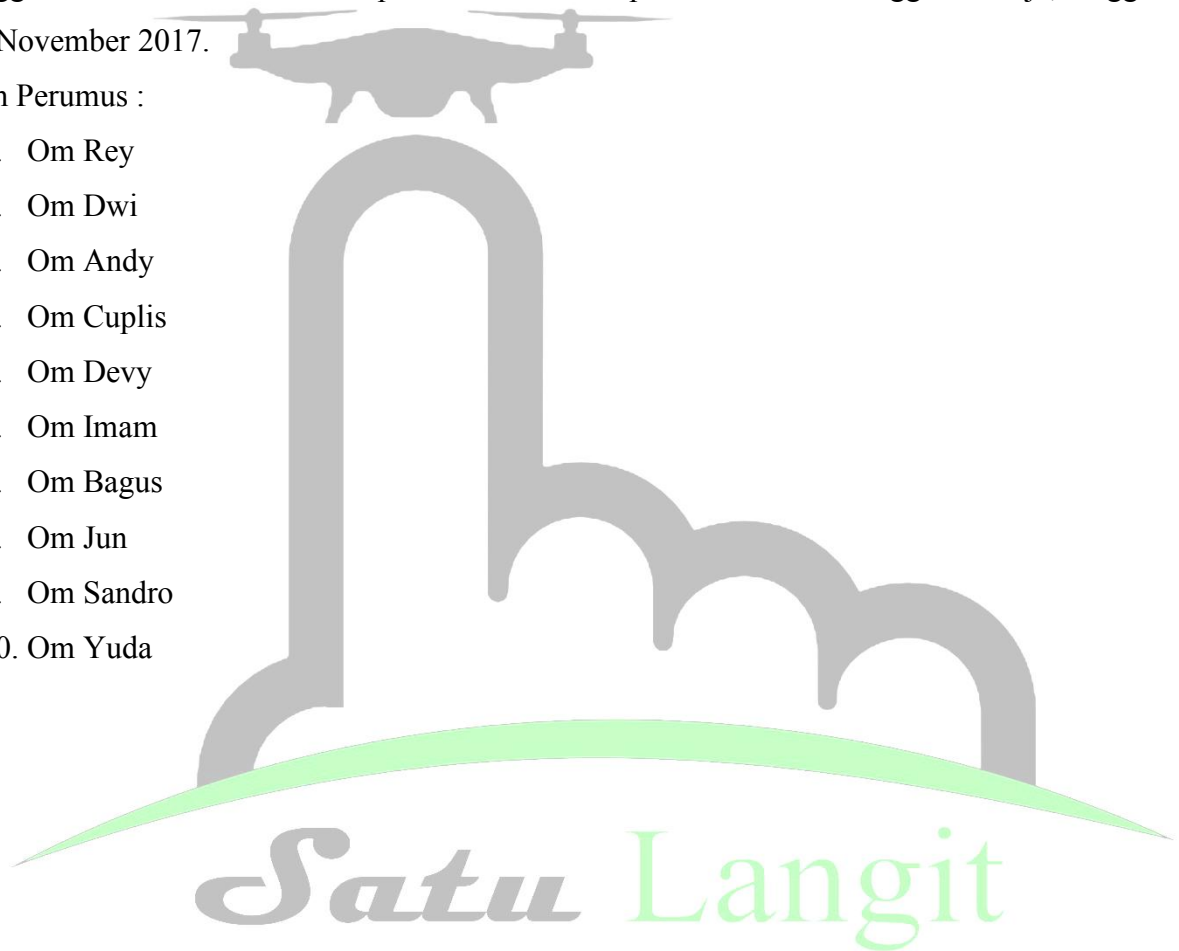 November 2017.
Perumus :
Om Rey
Om Dwi
Om Andy
Om Cuplis
Om Devy
Om Imam
Om Bagus
Om Jun
Om Sandro
0. Om Yuda
Satu Langit